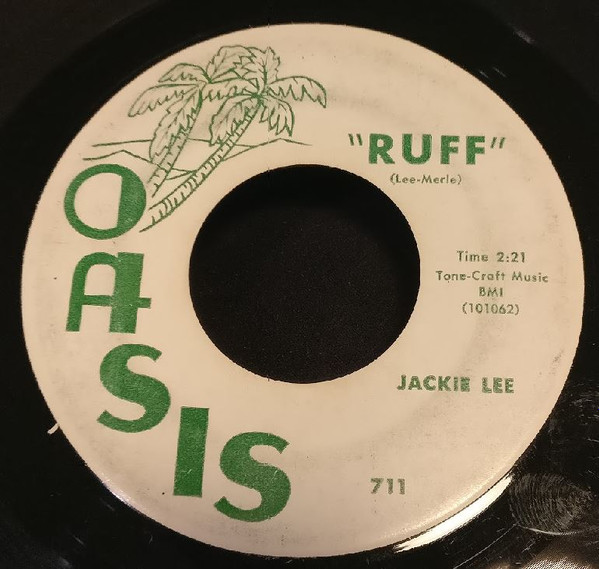 OASIS
"RUFF"
(Lee-Merle)
Time 2:21
Tone-Craft Music
BMI
(101062)
JACKIE LEE
711